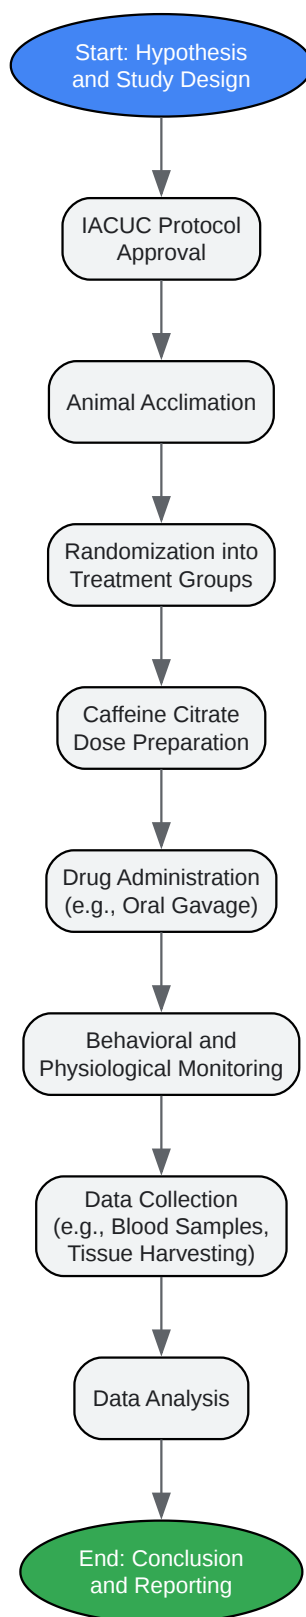 Start: Hypothesis
and Study Design
IACUC Protocol
Approval
Animal Acclimation
Randomization into
Treatment Groups
Caffeine Citrate
Dose Preparation
Drug Administration
(e.g., Oral Gavage)
Behavioral and
Physiological Monitoring
Data Collection
(e.g., Blood Samples,
Tissue Harvesting)
Data Analysis
End: Conclusion
and Reporting